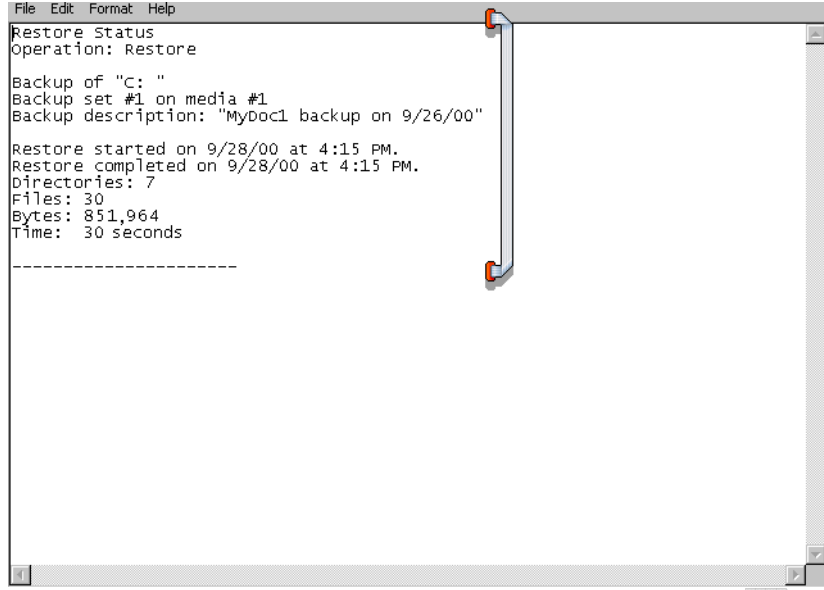 File Edit Format Help
Restore Status
Operation: Restore
Backup of "C: "
Backup set #1 on media #1
Backup description: "MyDoc1 backup on 9/26/00"
Restore started on 9/28/00 at 4:15 PM.
Restore completed on 9/28/00 at 4:15 PM.
Directories: 7
Files: 30
Bytes: 851,964
Time:  30 seconds
----------------------